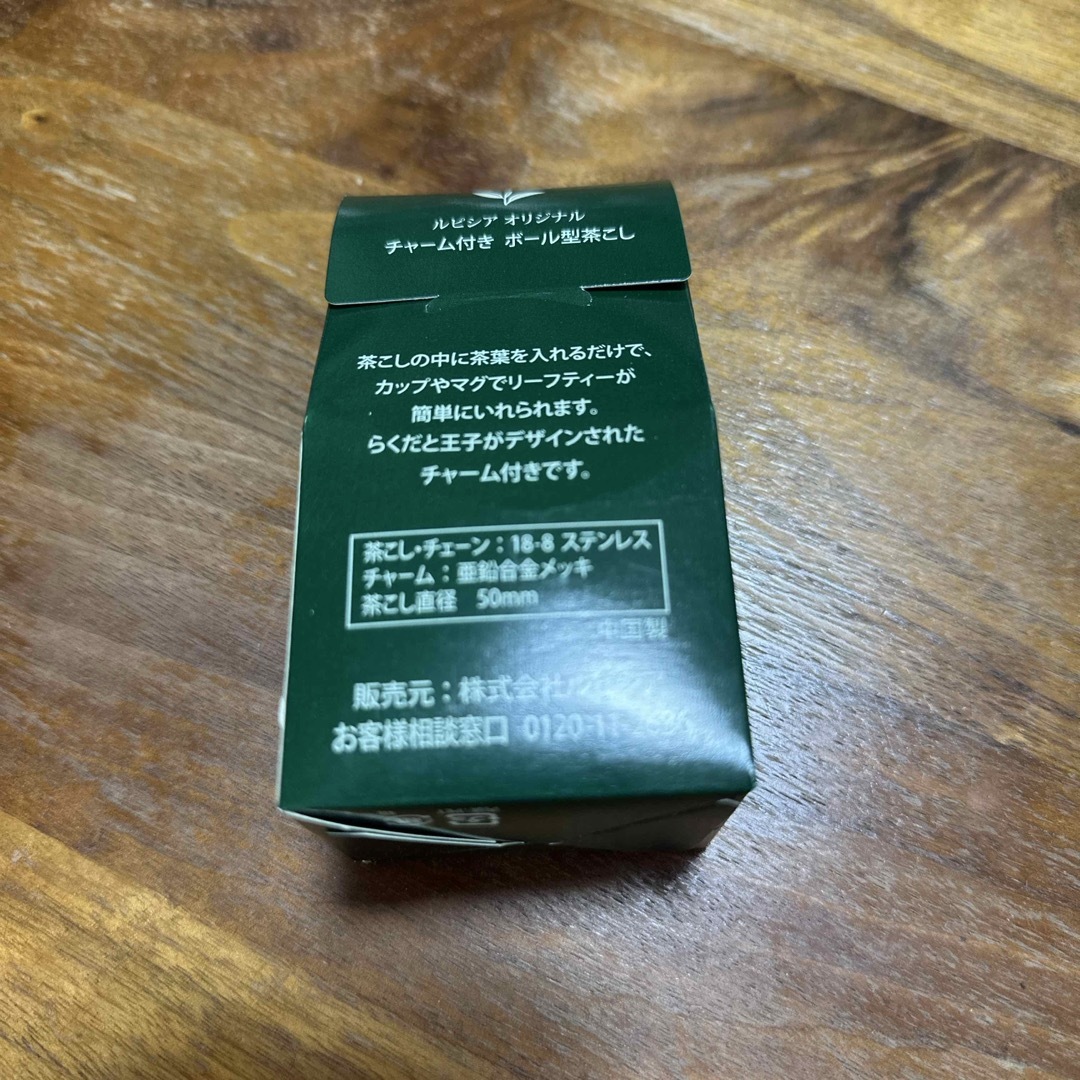 ルピシア オリジナル
チャーム付き ボール型茶こし
茶こしの中に茶葉を入れるだけで、
カップやマグでリーフティーが
簡単にいれられます。
らくだと王子がデザインされた
チャーム付きです。
茶こし・チェーン：18-8 ステンレス
チャーム：亜鉛合金メッキ
茶こし直径 50mm
中国製
販売元：株式会社ルピシア
お客様相談窓口 0120-11-